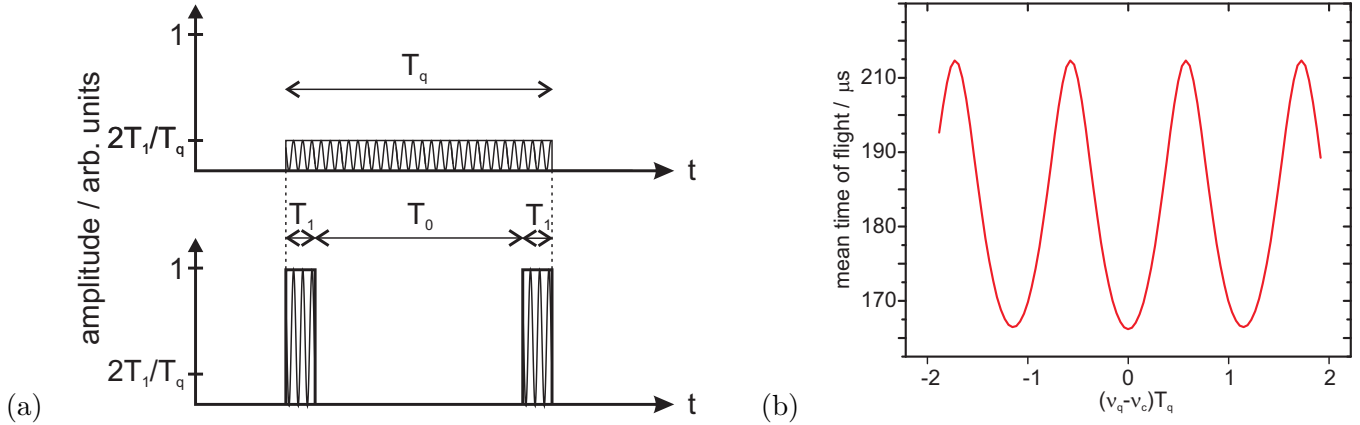 amplitude / arb. units
1
T_q
2T_1/T_q
t
T_1
T_0
T_1
1
2T_1/T_q
t
(a)
mean time of flight / μs
210
190
180
170
-2 -1 0 1 2
(ν_q-ν_c)T_q
(b)